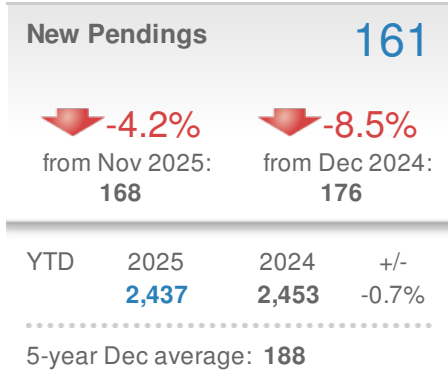 New Pendings 161
-4.2% -8.5%
from Nov 2025: from Dec 2024:
168 176
YTD 2025 2024 +/-
2,437 2,453 -0.7%
5-year Dec average: 188